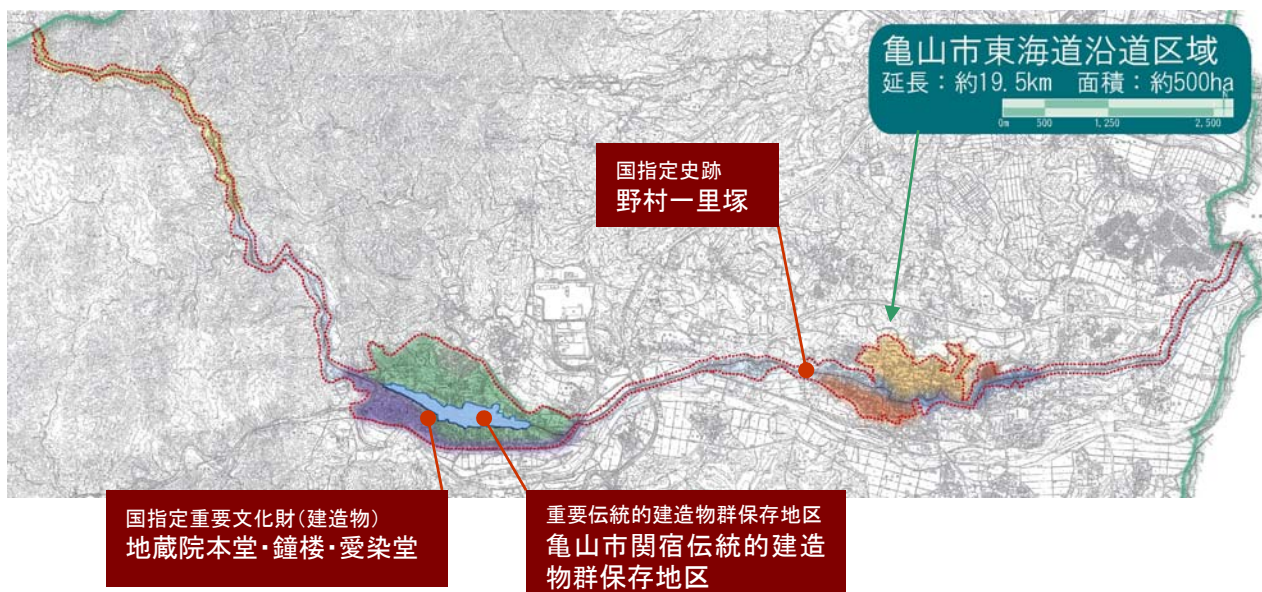 亀山市東海道沿道区域
延長：約19.5km 面積：約500ha
N
0m 500 1,250 2,500
国指定史跡
野村一里塚
国指定重要文化財(建造物)
地蔵院本堂・鐘楼・愛染堂
重要伝統的建造物群保存地区
亀山市関宿伝統的建造
物群保存地区